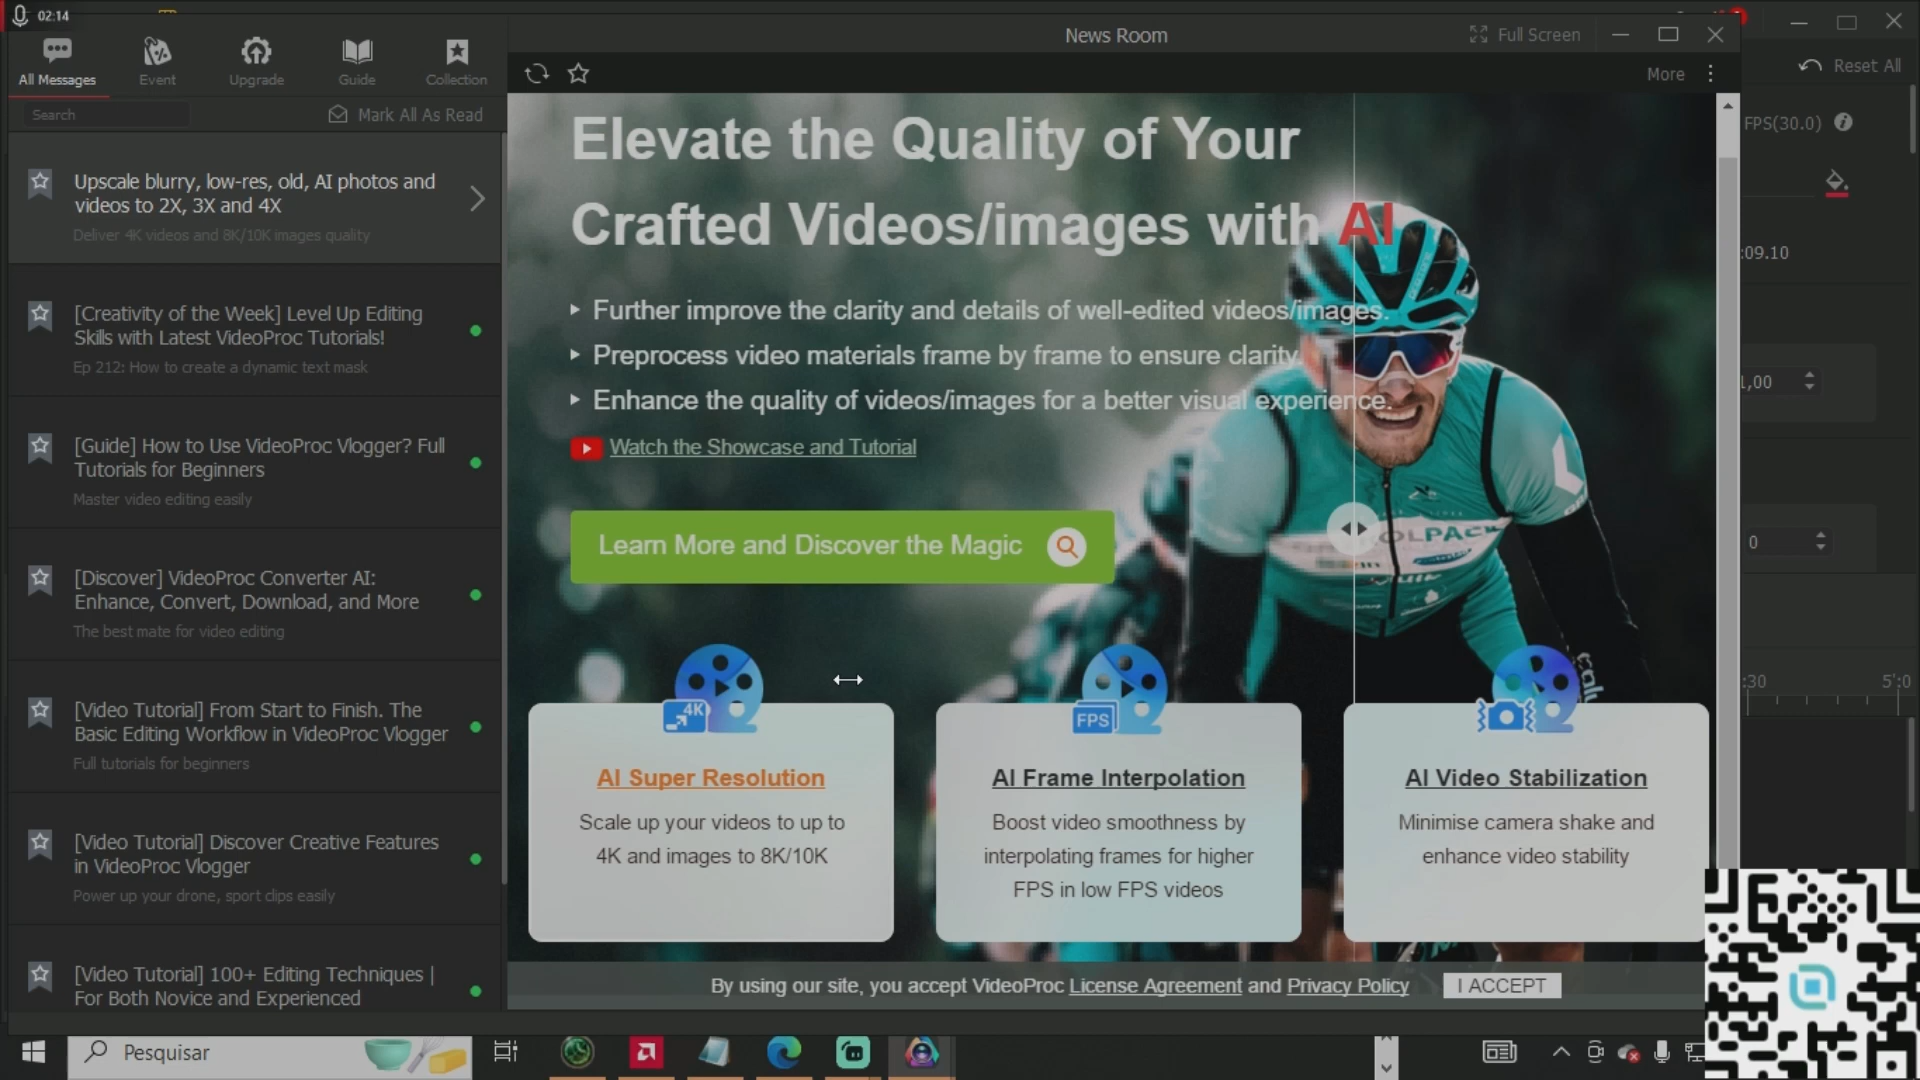 02:14
News Room
Full Screen
All Messages
Event
Upgrade
Guide
Collection
More
Reset All
Search
Mark All As Read
FPS(30.0)
Upscale blurry, low-res, old, AI photos and
videos to 2X, 3X and 4X
Deliver 4K videos and 8K/10K images quality
[Creativity of the Week] Level Up Editing
Skills with Latest VideoProc Tutorials!
Ep 212: How to create a dynamic text mask
[Guide] How to Use VideoProc Vlogger? Full
Tutorials for Beginners
Master video editing easily
[Discover] VideoProc Converter AI:
Enhance, Convert, Download, and More
The best mate for video editing
[Video Tutorial] From Start to Finish. The
Basic Editing Workflow in VideoProc Vlogger
Full tutorials for beginners
[Video Tutorial] Discover Creative Features
in VideoProc Vlogger
Power up your drone, sport clips easily
[Video Tutorial] 100+ Editing Techniques |
For Both Novice and Experienced
Elevate the Quality of Your
Crafted Videos/images with AI
Further improve the clarity and details of well-edited videos/images.
Preprocess video materials frame by frame to ensure clarity.
Enhance the quality of videos/images for a better visual experience.
Watch the Showcase and Tutorial
Learn More and Discover the Magic
4K
FPS
AI Super Resolution
Scale up your videos to up to
4K and images to 8K/10K
AI Frame Interpolation
Boost video smoothness by
interpolating frames for higher
FPS in low FPS videos
AI Video Stabilization
Minimise camera shake and
enhance video stability
By using our site, you accept VideoProc License Agreement and Privacy Policy
I ACCEPT
:09.10
1,00
0
:30
5':0
Pesquisar